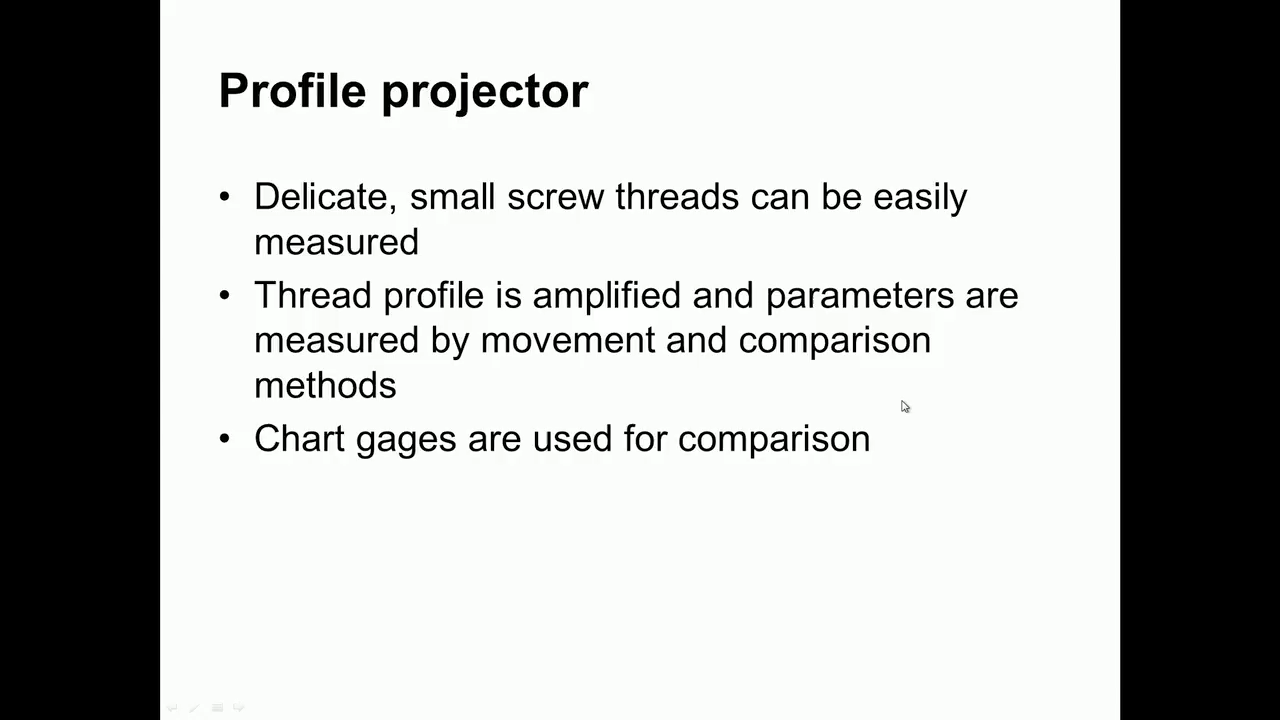 Profile projector
• Delicate, small screw threads can be easily
measured
• Thread profile is amplified and parameters are
measured by movement and comparison
methods
• Chart gages are used for comparison